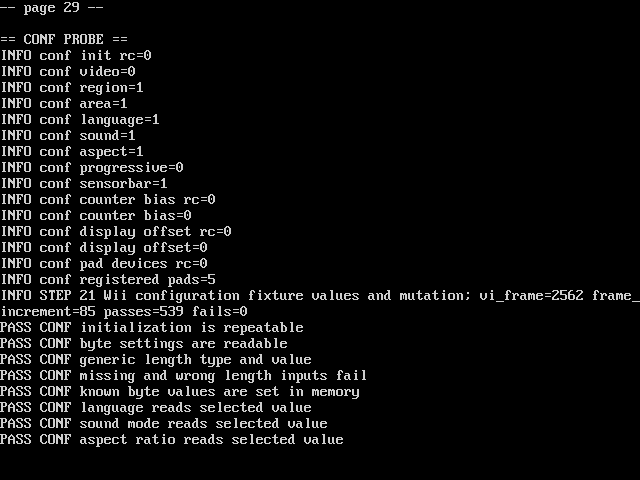 -- page 29 --
== CONF PROBE ==
INFO conf init rc=0
INFO conf video=0
INFO conf region=1
INFO conf area=1
INFO conf language=1
INFO conf sound=1
INFO conf aspect=1
INFO conf progressive=0
INFO conf sensorbar=1
INFO conf counter bias rc=0
INFO conf counter bias=0
INFO conf display offset rc=0
INFO conf display offset=0
INFO conf pad devices rc=0
INFO conf registered pads=5
INFO STEP 21 Wii configuration fixture values and mutation; vi_frame=2562 frame_
increment=85 passes=539 fails=0
PASS CONF initialization is repeatable
PASS CONF byte settings are readable
PASS CONF generic length type and value
PASS CONF missing and wrong length inputs fail
PASS CONF known byte values are set in memory
PASS CONF language reads selected value
PASS CONF sound mode reads selected value
PASS CONF aspect ratio reads selected value